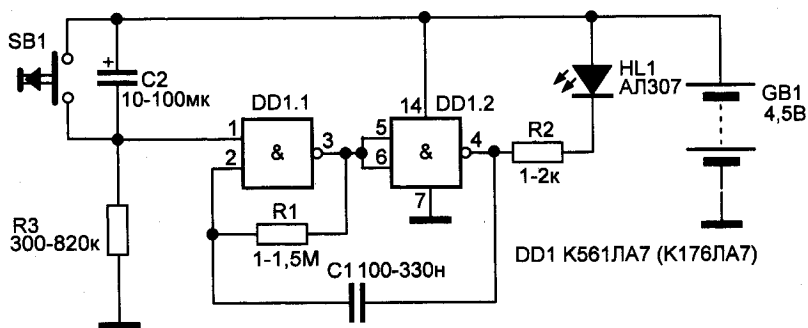 SB1
+
C2
10-100мк
R3
300-820к
DD1.1
1
2
&
3
R1
1-1,5М
C1 100-330н
14
DD1.2
5
6
&
4
7
R2
1-2к
HL1
АЛ307
GB1
4,5В
DD1 К561ЛА7 (К176ЛА7)